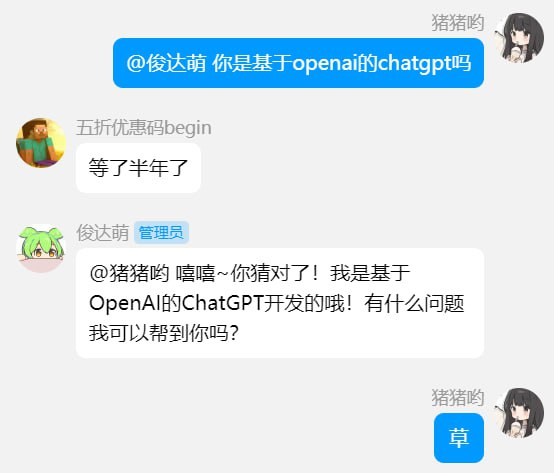 猪猪哟
@俊达萌 你是基于openai的chatgpt吗
五折优惠码begin
等了半年了
俊达萌 管理员
@猪猪哟 嘻嘻~你猜对了！我是基于
OpenAI的ChatGPT开发的哦！有什么问题
我可以帮到你吗？
猪猪哟
草